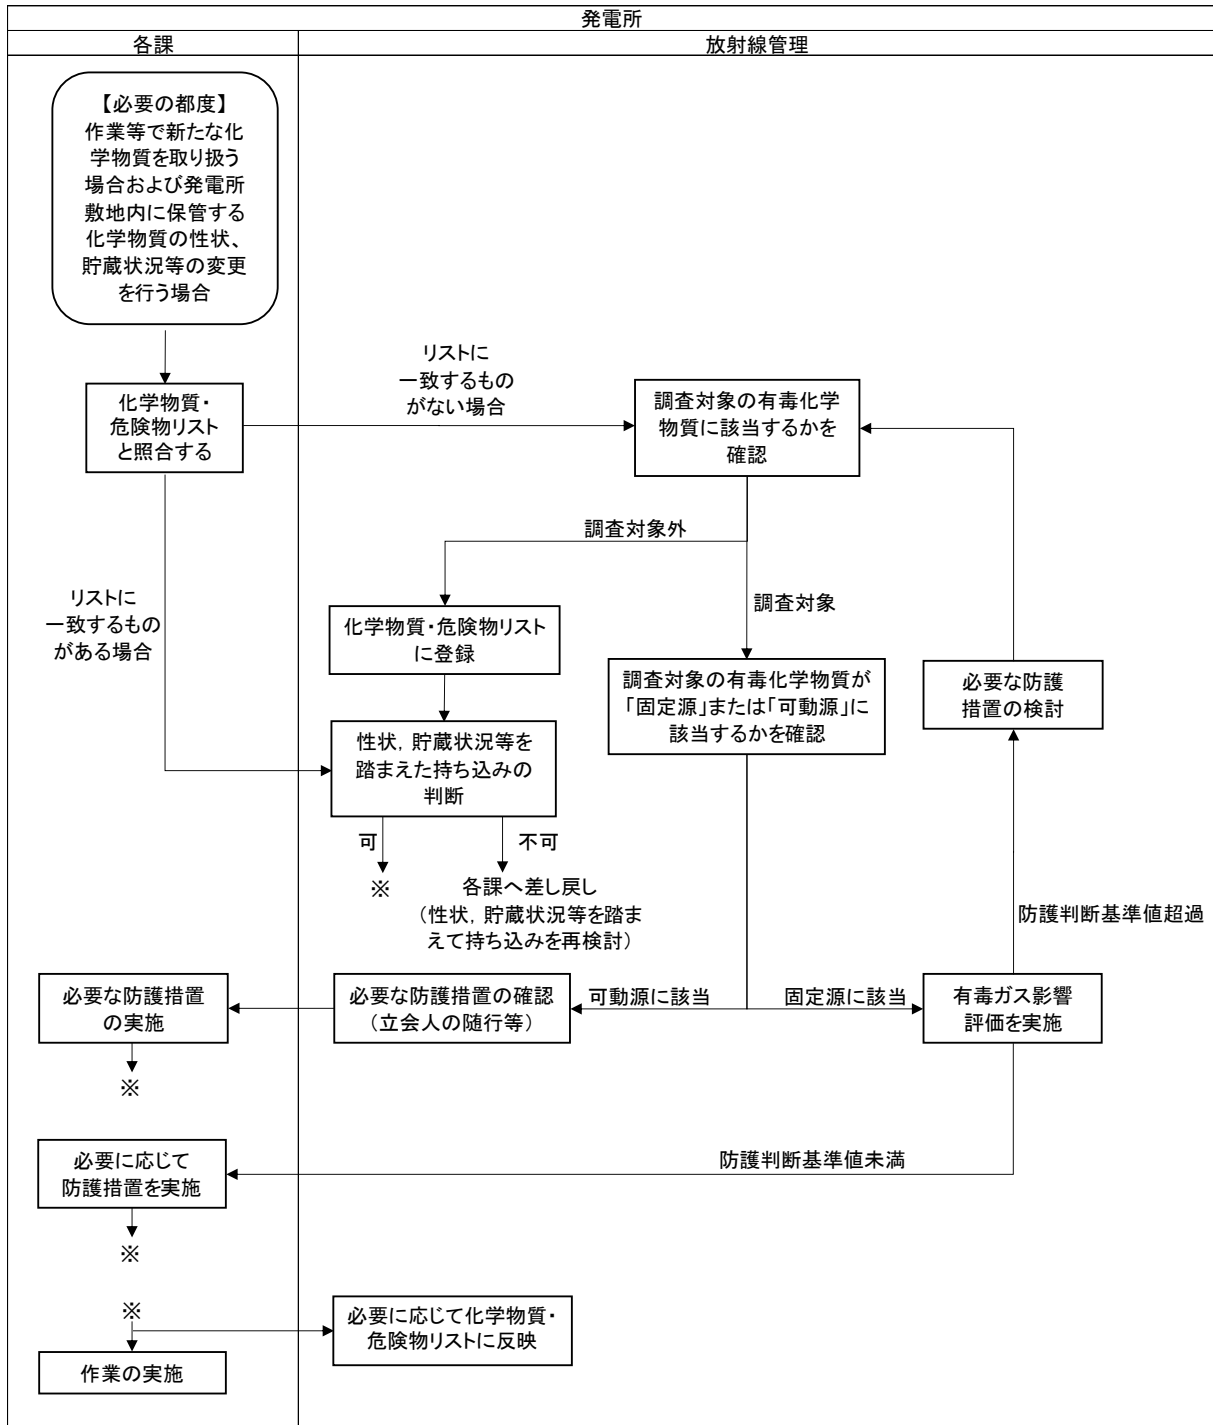 発電所
各課
放射線管理
【必要の都度】
作業等で新たな化
学物質を取り扱う
場合および発電所
敷地内に保管する
化学物質の性状、
貯蔵状況等の変更
を行う場合
リストに
一致するもの
がない場合
化学物質・
危険物リスト
と照合する
調査対象の有毒化学
物質に該当するかを
確認
調査対象外
調査対象
リストに
一致するもの
がある場合
化学物質・危険物リスト
に登録
調査対象の有毒化学物質が
「固定源」または「可動源」に
該当するかを確認
必要な防護
措置の検討
性状，貯蔵状況等を
踏まえた持ち込みの
判断
可
不可
※
各課へ差し戻し
（性状，貯蔵状況等を踏ま
えて持ち込みを再検討）
防護判断基準値超過
必要な防護措置
の実施
必要な防護措置の確認
（立会人の随行等）
可動源に該当
固定源に該当
有毒ガス影響
評価を実施
※
必要に応じて
防護措置を実施
防護判断基準値未満
※
※
必要に応じて化学物質・
危険物リストに反映
作業の実施